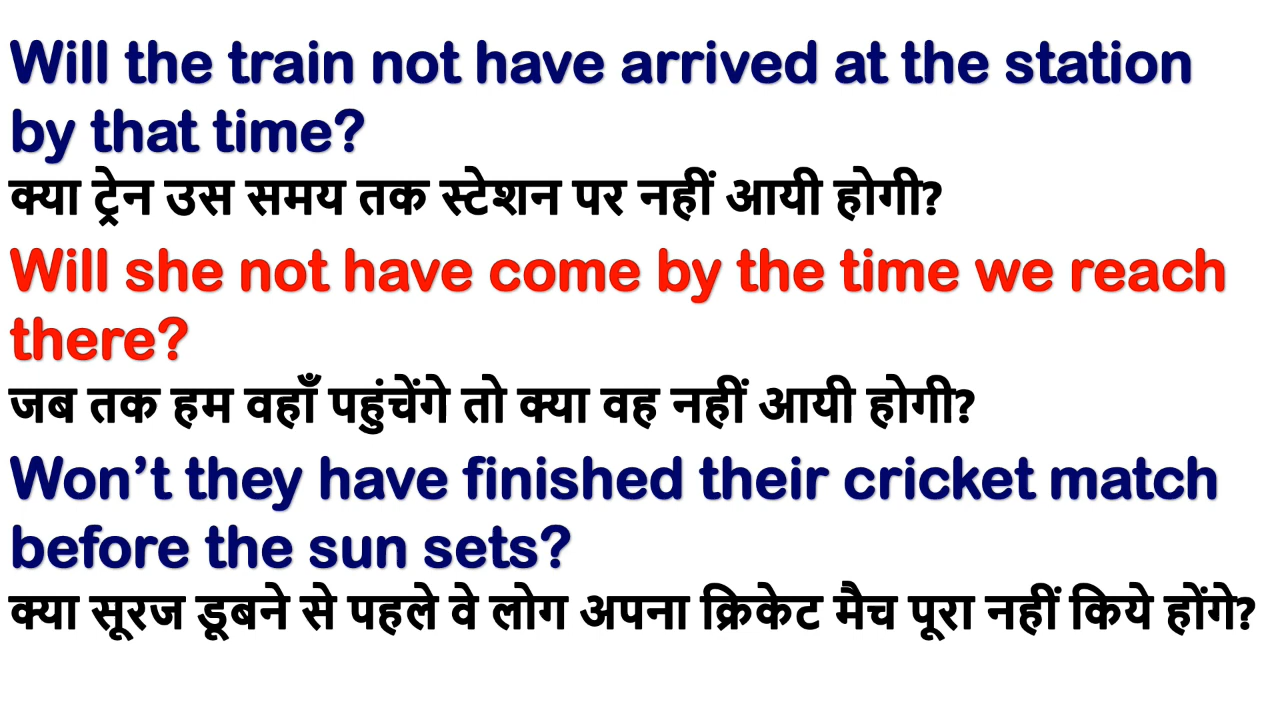 Will the train not have arrived at the station
by that time?
क्या ट्रेन उस समय तक स्टेशन पर नहीं आयी होगी?
Will she not have come by the time we reach
there?
जब तक हम वहाँ पहुंचेंगे तो क्या वह नहीं आयी होगी?
Won’t they have finished their cricket match
before the sun sets?
क्या सूरज डूबने से पहले वे लोग अपना क्रिकेट मैच पूरा नहीं किये होंगे?